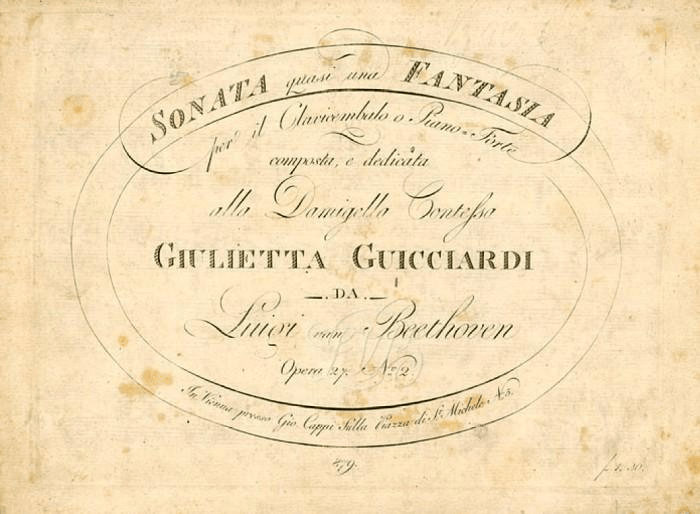 SONATA quasi una FANTASIA
per il Clavicembalo o Piano=Forte
composta, e dedicata
alla Damigella Contessa
GIULIETTA GUICCIARDI
DA
Luigi van Beethoven
Opera 27. No 2.
In Vienna presso Gio. Cappi Sulla Piazza di St. Michele No. 5.
879.
f. 1. 30.